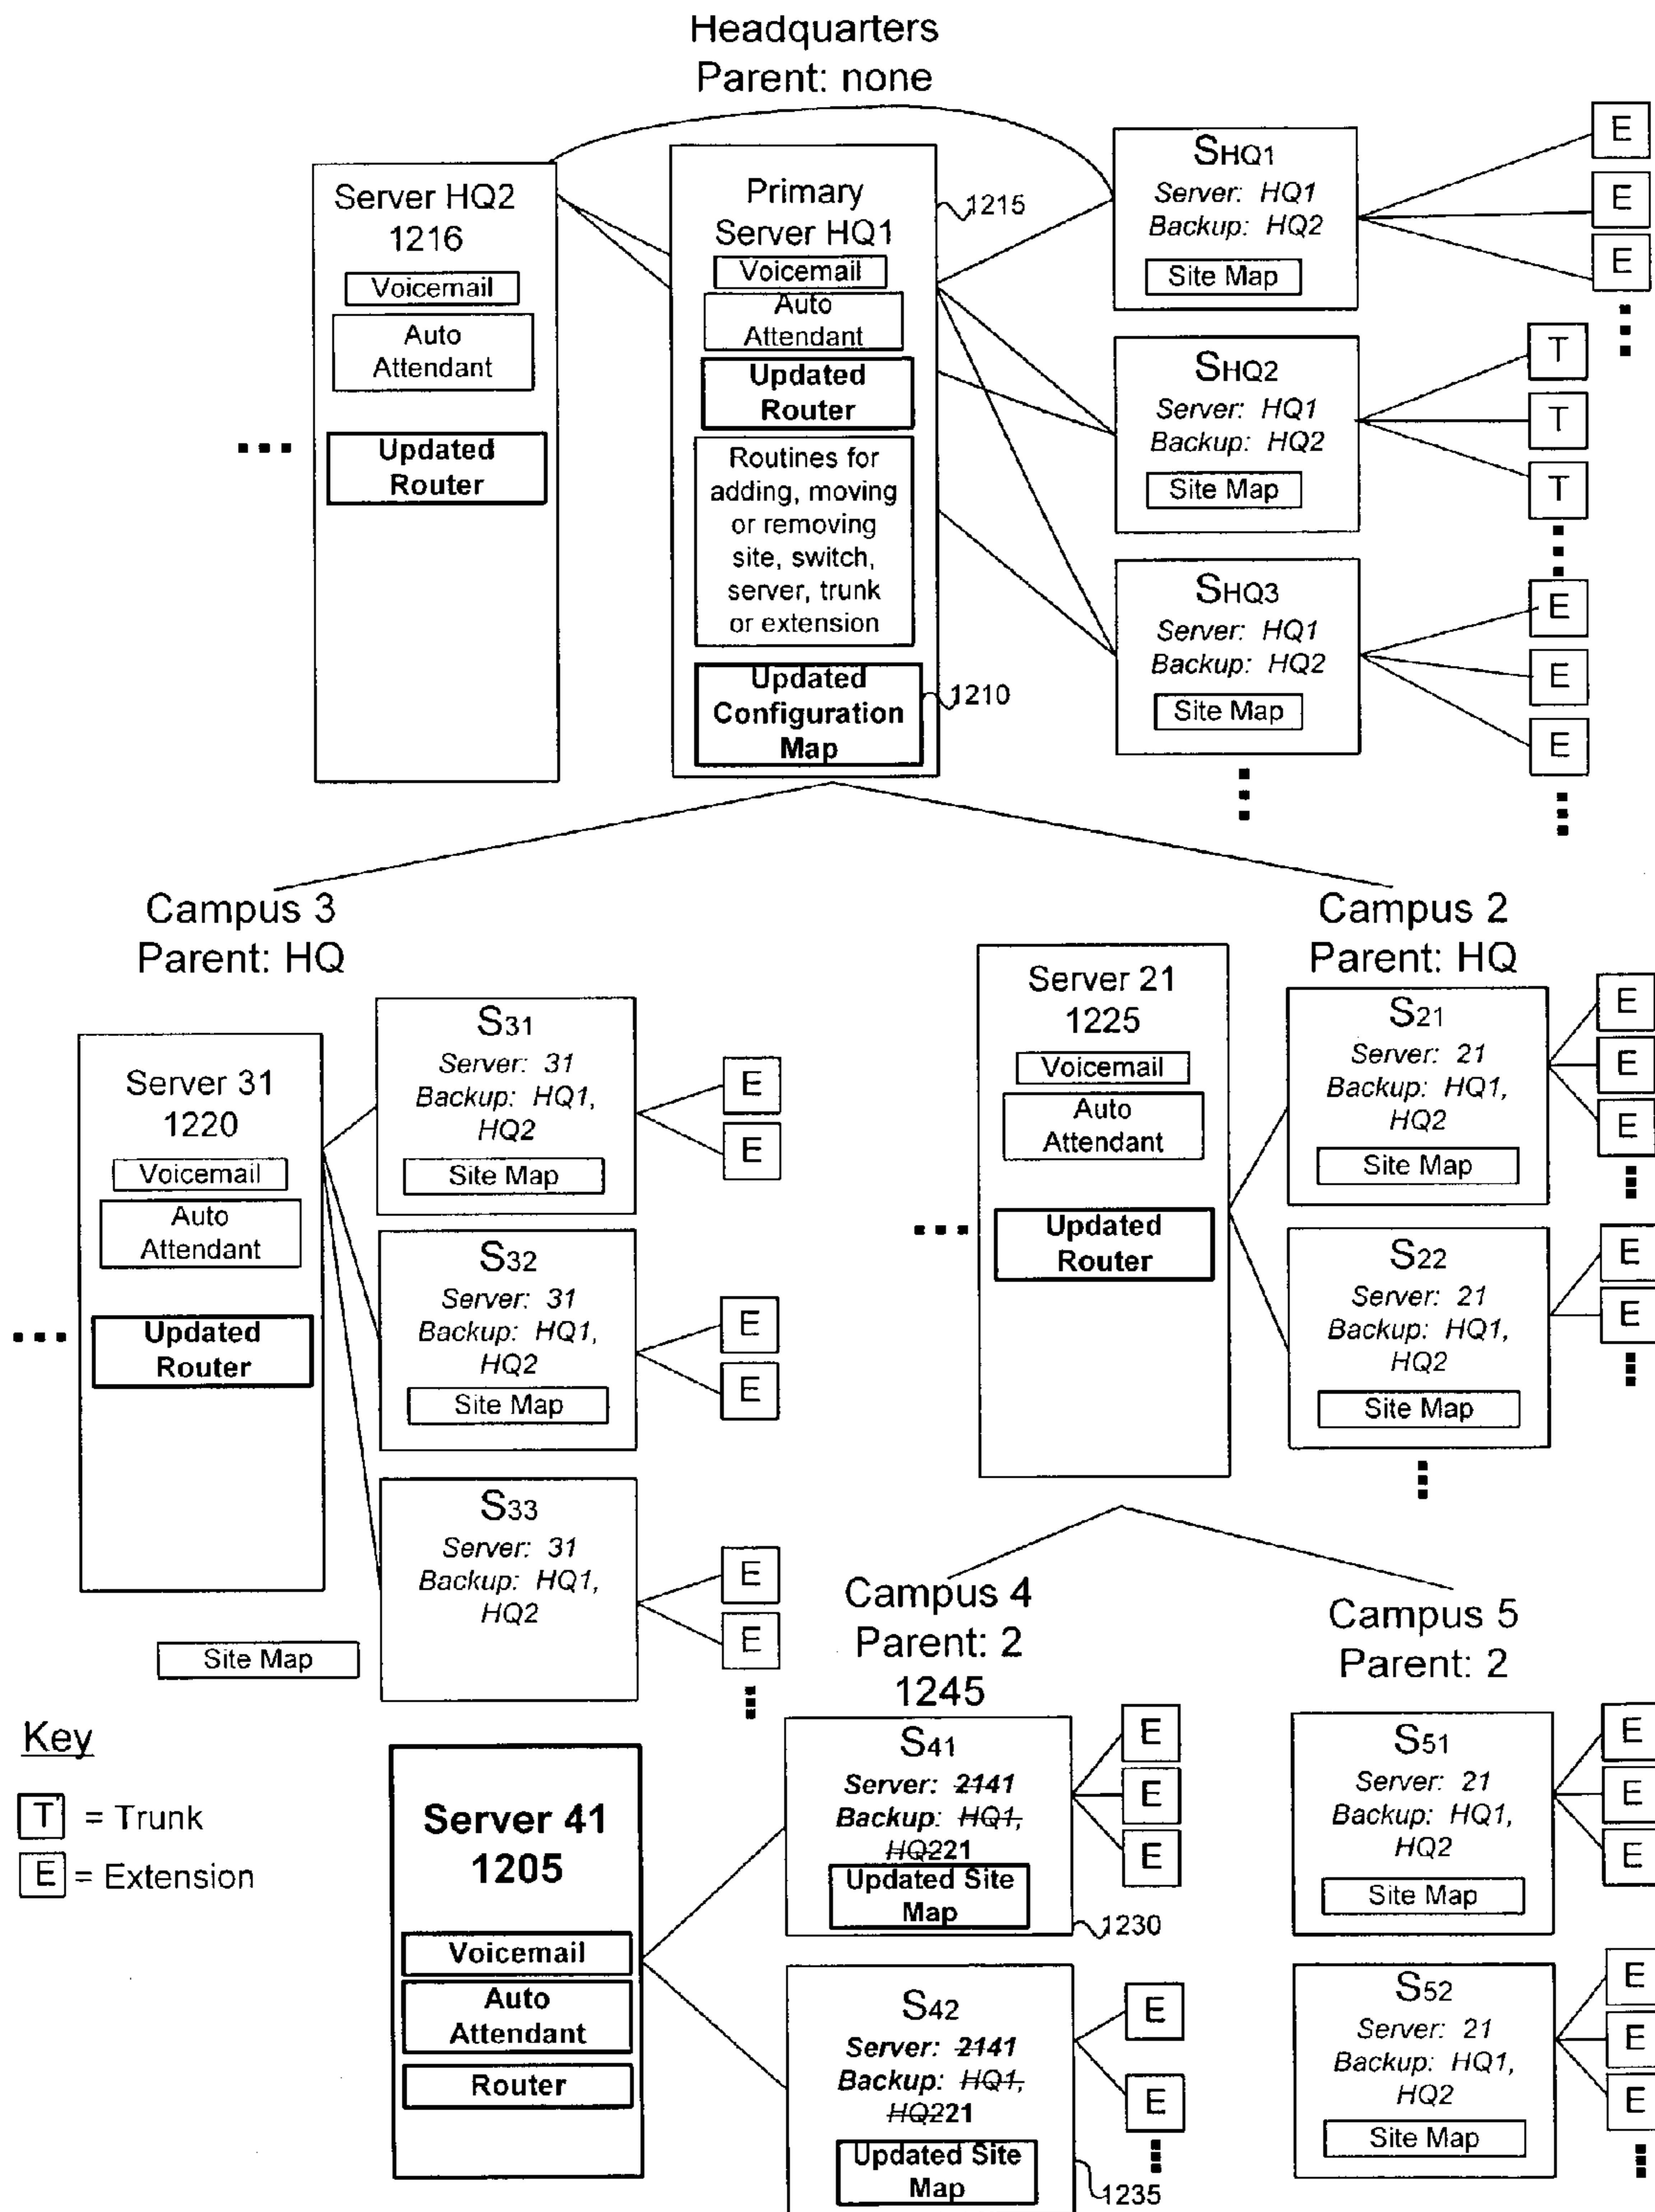 Headquarters
Parent: none
Server HQ2
1216
Voicemail
Auto
Attendant
Updated
Router
Primary
Server HQ1
1215
Voicemail
Auto
Attendant
Updated
Router
Routines for
adding, moving
or removing
site, switch,
server, trunk
or extension
Updated
Configuration
Map
1210
SHQ1
Server: HQ1
Backup: HQ2
Site Map
E
E
E
SHQ2
Server: HQ1
Backup: HQ2
Site Map
T
T
T
SHQ3
Server: HQ1
Backup: HQ2
Site Map
E
E
E
Campus 3
Parent: HQ
Server 31
1220
Voicemail
Auto
Attendant
Updated
Router
S31
Server: 31
Backup: HQ1,
HQ2
Site Map
E
E
S32
Server: 31
Backup: HQ1,
HQ2
Site Map
E
E
S33
Server: 31
Backup: HQ1,
HQ2
Site Map
E
E
Campus 2
Parent: HQ
Server 21
1225
Voicemail
Auto
Attendant
Updated
Router
S21
Server: 21
Backup: HQ1,
HQ2
Site Map
E
E
E
S22
Server: 21
Backup: HQ1,
HQ2
Site Map
E
E
Key
T = Trunk
E = Extension
Campus 4
Parent: 2
1245
Server 41
1205
Voicemail
Auto
Attendant
Router
S41
Server: 2141
Backup: HQ1,
HQ221
Updated Site
Map
1230
E
E
E
S42
Server: 2141
Backup: HQ1,
HQ221
Updated Site
Map
1235
E
E
Campus 5
Parent: 2
S51
Server: 21
Backup: HQ1,
HQ2
Site Map
E
E
E
S52
Server: 21
Backup: HQ1,
HQ2
Site Map
E
E
E